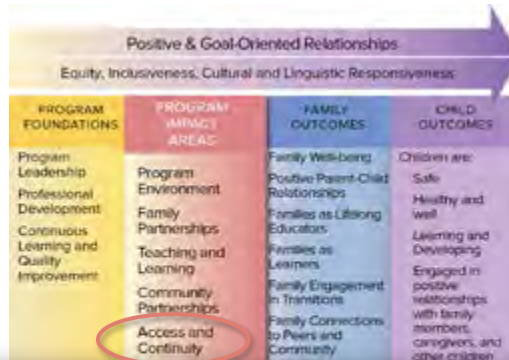 Positive & Goal-Oriented Relationships
Equity, Inclusiveness, Cultural and Linguistic Responsiveness
PROGRAM
FOUNDATIONS
Program
Leadership
Professional
Development
Continuous
Learning and
Quality
Improvement
PROGRAM
IMPACT
AREAS
Program
Environment
Family
Partnerships
Teaching and
Learning
Community
Partnerships
Access and
Continuity
FAMILY
OUTCOMES
Family Well-being
Positive Parent-Child
Relationships
Families as Lifelong
Educators
Families as
Learners
Family Engagement
in Transitions
Family Connections
to Peers and
Community
CHILD
OUTCOMES
Children are:
Safe
Healthy and
well
Learning and
Developing
Engaged in
positive
relationships
with family
members,
caregivers, and
other children